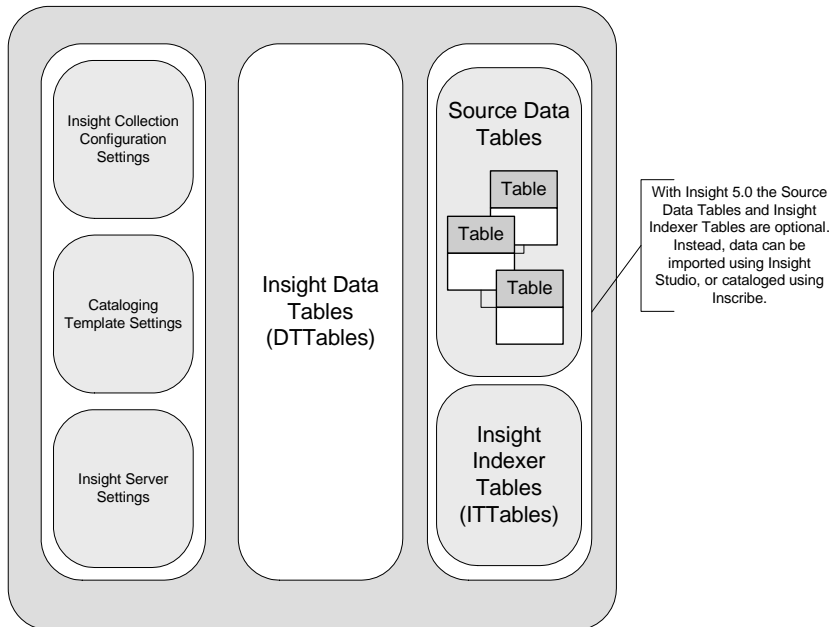 Insight Collection
Configuration
Settings
Cataloging
Template Settings
Insight Server
Settings
Insight Data
Tables
(DTTables)
Source Data
Tables
Table
Table
Table
Insight
Indexer
Tables
(ITTables)
With Insight 5.0 the Source
Data Tables and Insight
Indexer Tables are optional.
Instead, data can be
imported using Insight
Studio, or cataloged using
Inscribe.